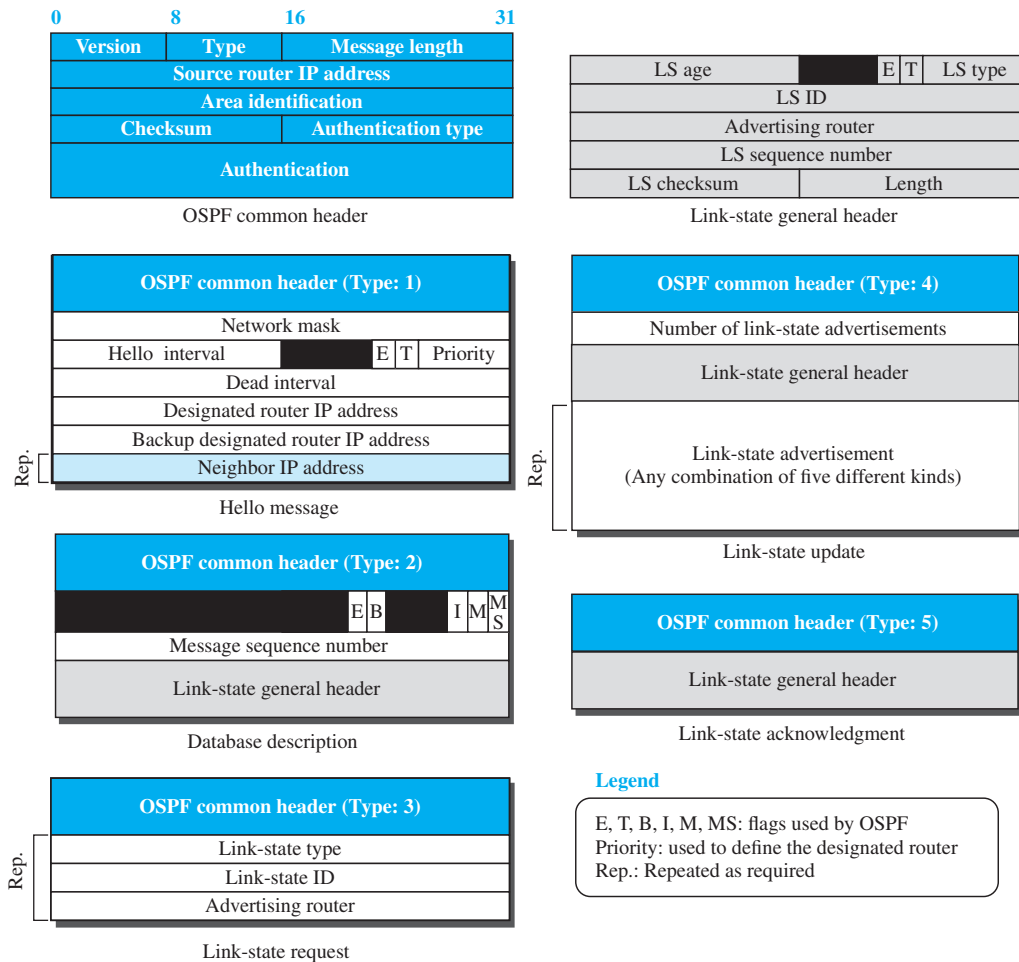 0 8 16 31
Version Type Message length
Source router IP address
Area identification
Checksum Authentication type
Authentication
OSPF common header
LS age E T LS type
LS ID
Advertising router
LS sequence number
LS checksum Length
Link-state general header
OSPF common header (Type: 1)
Network mask
Hello interval E T Priority
Dead interval
Designated router IP address
Backup designated router IP address
Rep.
Neighbor IP address
Hello message
OSPF common header (Type: 4)
Number of link-state advertisements
Link-state general header
Rep.
Link-state advertisement
(Any combination of five different kinds)
Link-state update
OSPF common header (Type: 2)
E B I M MS
Message sequence number
Link-state general header
Database description
OSPF common header (Type: 5)
Link-state general header
Link-state acknowledgment
OSPF common header (Type: 3)
Rep.
Link-state type
Link-state ID
Advertising router
Link-state request
Legend
E, T, B, I, M, MS: flags used by OSPF
Priority: used to define the designated router
Rep.: Repeated as required